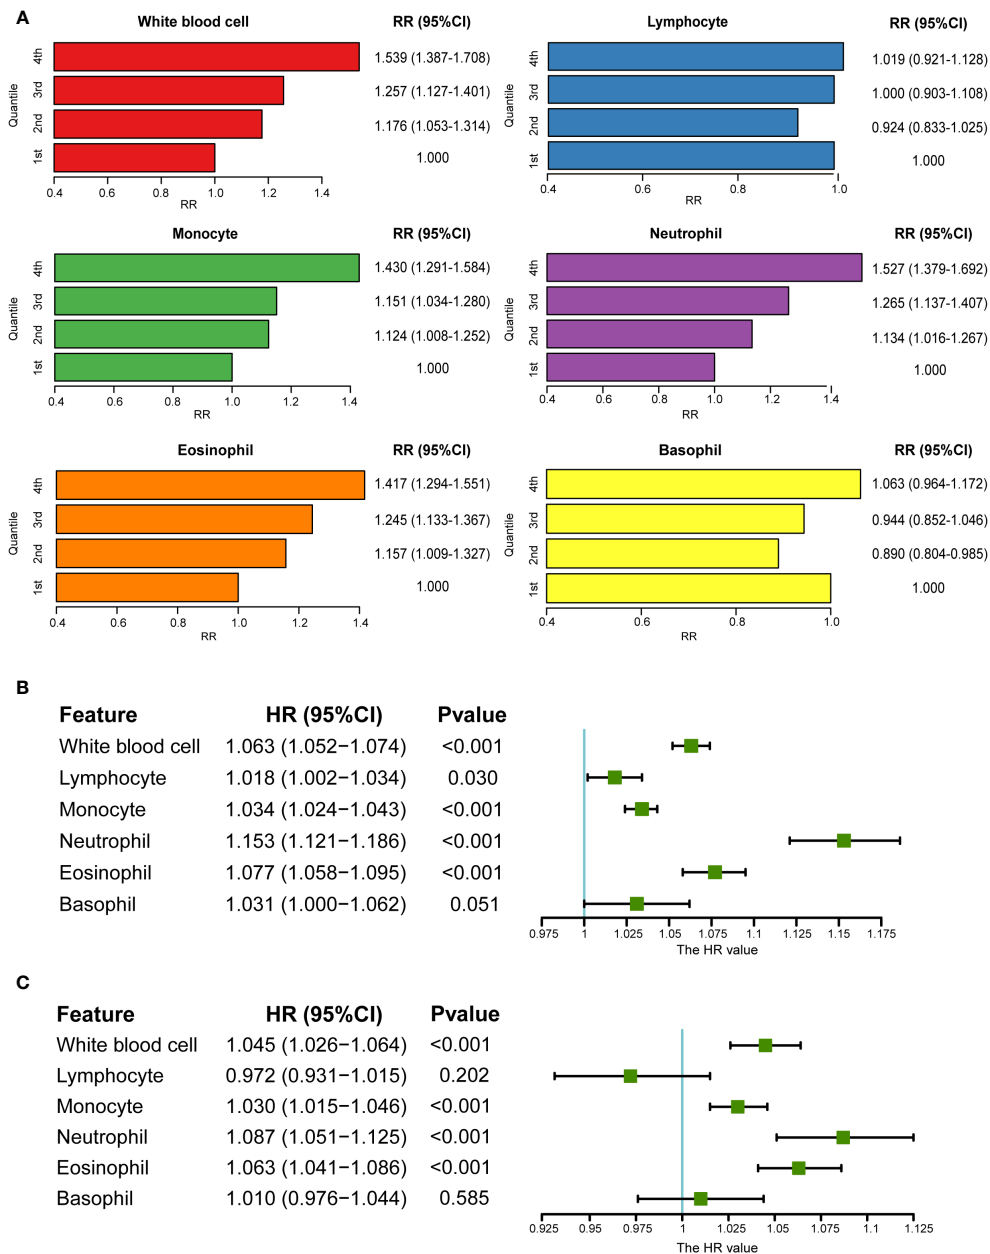 A
White blood cell RR (95%CI)
Quantile
4th 1.539 (1.387-1.708)
3rd 1.257 (1.127-1.401)
2nd 1.176 (1.053-1.314)
1st 1.000
0.4 0.6 0.8 1.0 1.2 1.4
RR
Lymphocyte RR (95%CI)
Quantile
4th 1.019 (0.921-1.128)
3rd 1.000 (0.903-1.108)
2nd 0.924 (0.833-1.025)
1st 1.000
0.4 0.6 0.8 1.0
RR
Monocyte RR (95%CI)
Quantile
4th 1.430 (1.291-1.584)
3rd 1.151 (1.034-1.280)
2nd 1.124 (1.008-1.252)
1st 1.000
0.4 0.6 0.8 1.0 1.2 1.4
RR
Neutrophil RR (95%CI)
Quantile
4th 1.527 (1.379-1.692)
3rd 1.265 (1.137-1.407)
2nd 1.134 (1.016-1.267)
1st 1.000
0.4 0.6 0.8 1.0 1.2 1.4
RR
Eosinophil RR (95%CI)
Quantile
4th 1.417 (1.294-1.551)
3rd 1.245 (1.133-1.367)
2nd 1.157 (1.009-1.327)
1st 1.000
0.4 0.6 0.8 1.0 1.2 1.4
RR
Basophil RR (95%CI)
Quantile
4th 1.063 (0.964-1.172)
3rd 0.944 (0.852-1.046)
2nd 0.890 (0.804-0.985)
1st 1.000
0.4 0.6 0.8 1.0
RR
B
Feature HR (95%CI) Pvalue
White blood cell 1.063 (1.052−1.074) <0.001
Lymphocyte 1.018 (1.002−1.034) 0.030
Monocyte 1.034 (1.024−1.043) <0.001
Neutrophil 1.153 (1.121−1.186) <0.001
Eosinophil 1.077 (1.058−1.095) <0.001
Basophil 1.031 (1.000−1.062) 0.051
0.975 1 1.025 1.05 1.075 1.1 1.125 1.15 1.175
The HR value
C
Feature HR (95%CI) Pvalue
White blood cell 1.045 (1.026−1.064) <0.001
Lymphocyte 0.972 (0.931−1.015) 0.202
Monocyte 1.030 (1.015−1.046) <0.001
Neutrophil 1.087 (1.051−1.125) <0.001
Eosinophil 1.063 (1.041−1.086) <0.001
Basophil 1.010 (0.976−1.044) 0.585
0.925 0.95 0.975 1 1.025 1.05 1.075 1.1 1.125
The HR value